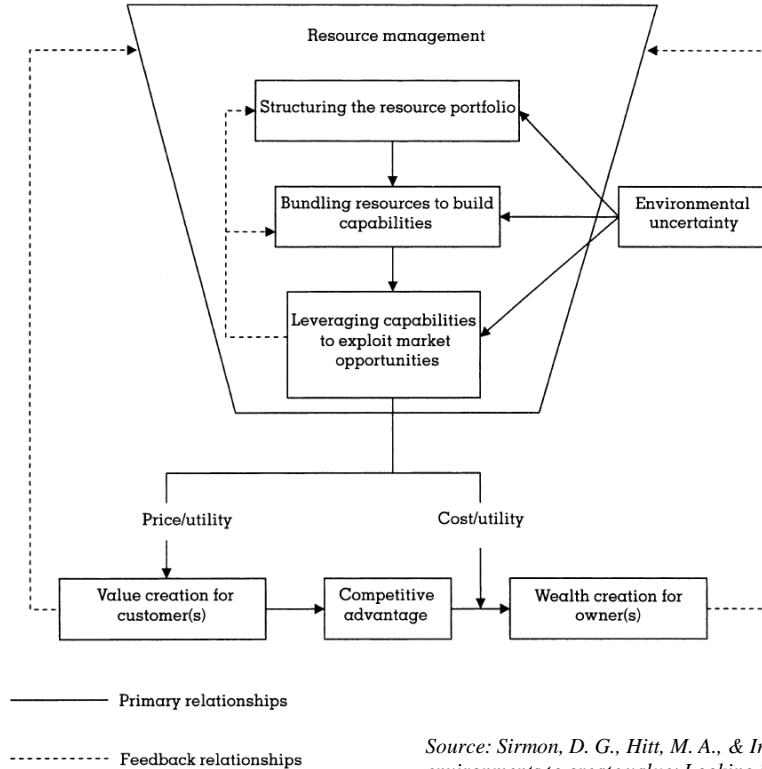 Resource management
Structuring the resource portfolio
Bundling resources to build
capabilities
Environmental
uncertainty
Leveraging capabilities
to exploit market
opportunities
Price/utility
Cost/utility
Value creation for
customer(s)
Competitive
advantage
Wealth creation for
owner(s)
Primary relationships
Feedback relationships
Source: Sirmon, D. G., Hitt, M. A., &